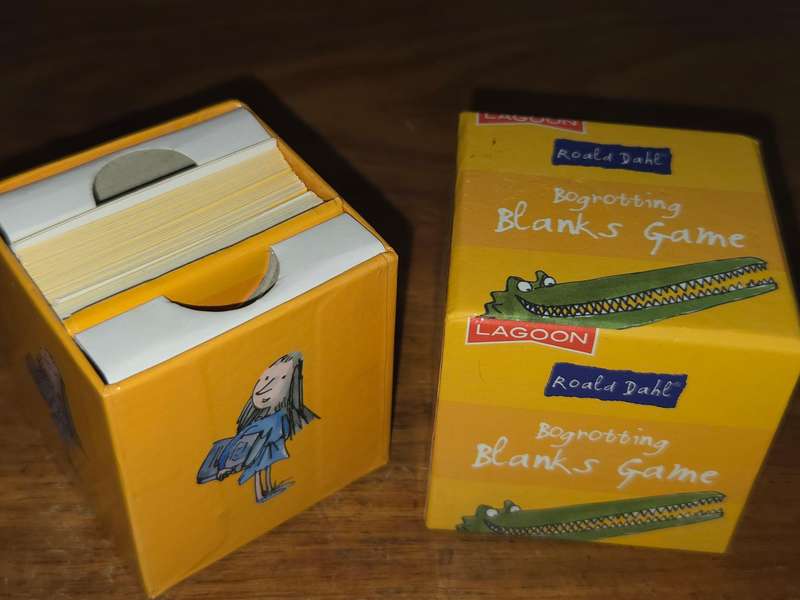 LAGOON
Roald Dahl
Bogrotting
Blanks Game
LAGOON
Roald Dahl®
Bogrotting
Blanks Game